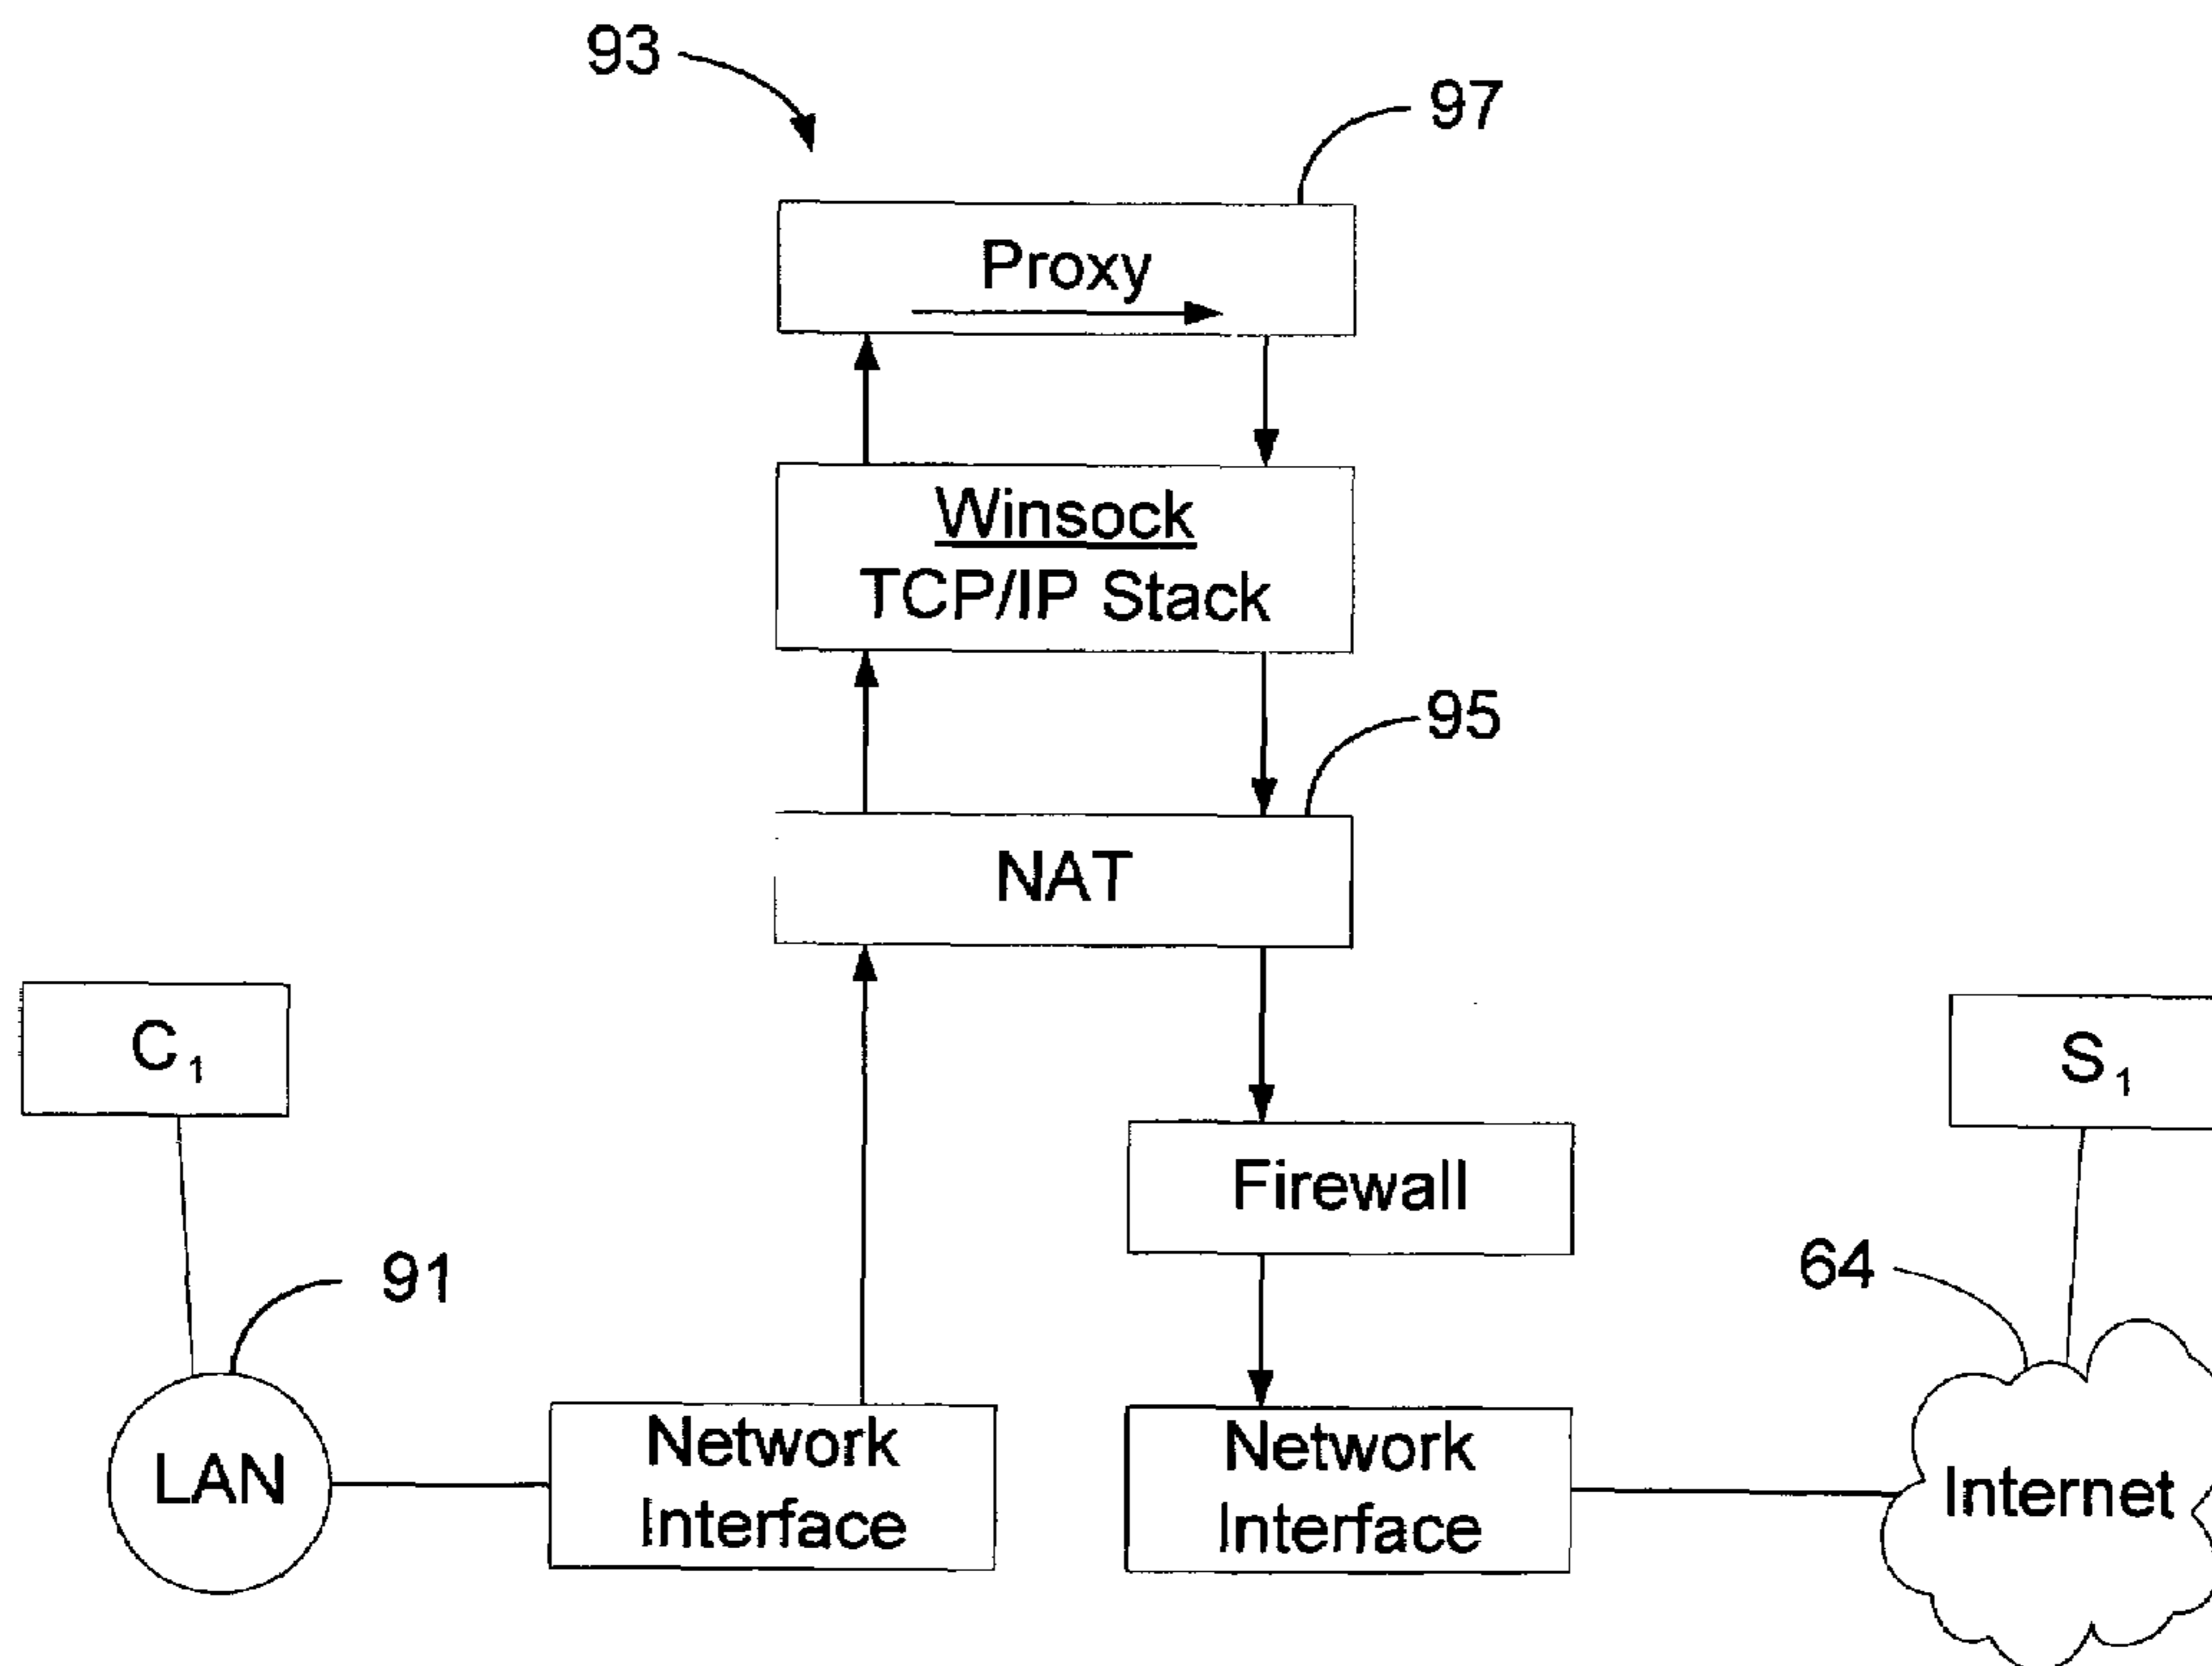 93
97
Proxy
Winsock
TCP/IP Stack
95
NAT
C₁
S₁
Firewall
91
64
LAN
Network
Interface
Network
Interface
Internet